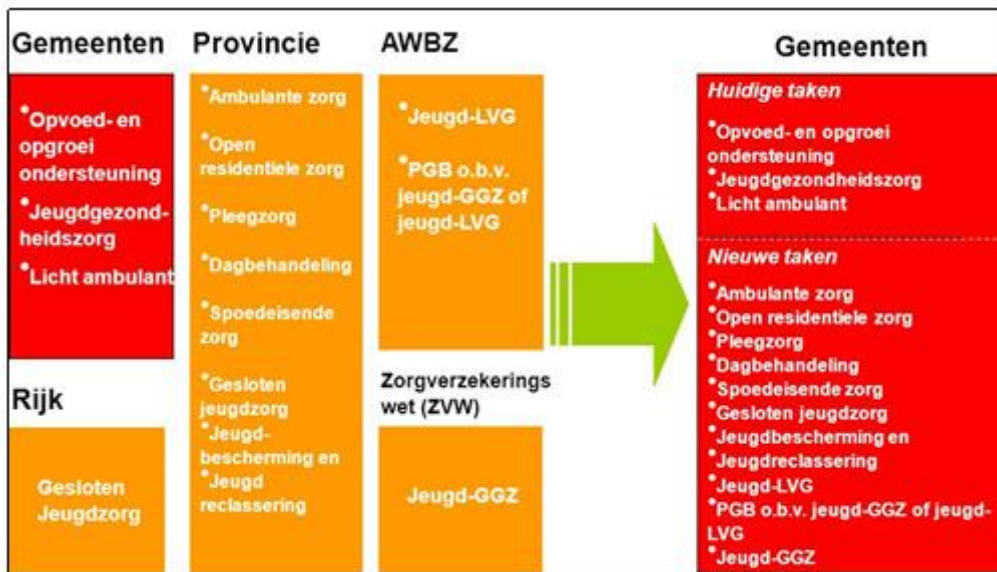 Gemeenten
•Opvoed- en
opgroei
ondersteuning
•Jeugdgezond-
heidszorg
•Licht ambulant
Rijk
Gesloten
Jeugdzorg
Provincie
•Ambulante zorg
•Open
residentiele zorg
•Pleegzorg
•Dagbehandeling
•Spoedeisende
zorg
•Gesloten
jeugdzorg
•Jeugd-
bescherming en
•Jeugd
reclassering
AWBZ
•Jeugd-LVG
•PGB o.b.v.
jeugd-GGZ of
jeugd-LVG
Zorgverzekerings
wet (ZVW)
Jeugd-GGZ
Gemeenten
Huidige taken
•Opvoed- en opgroei
ondersteuning
•Jeugdgezondheidszorg
•Licht ambulant
Nieuwe taken
•Ambulante zorg
•Open residentiele zorg
•Pleegzorg
•Dagbehandeling
•Spoedeisende zorg
•Gesloten jeugdzorg
•Jeugdbescherming en
•Jeugdreclassering
•Jeugd-LVG
•PGB o.b.v. jeugd-GGZ of jeugd-
LVG
•Jeugd-GGZ